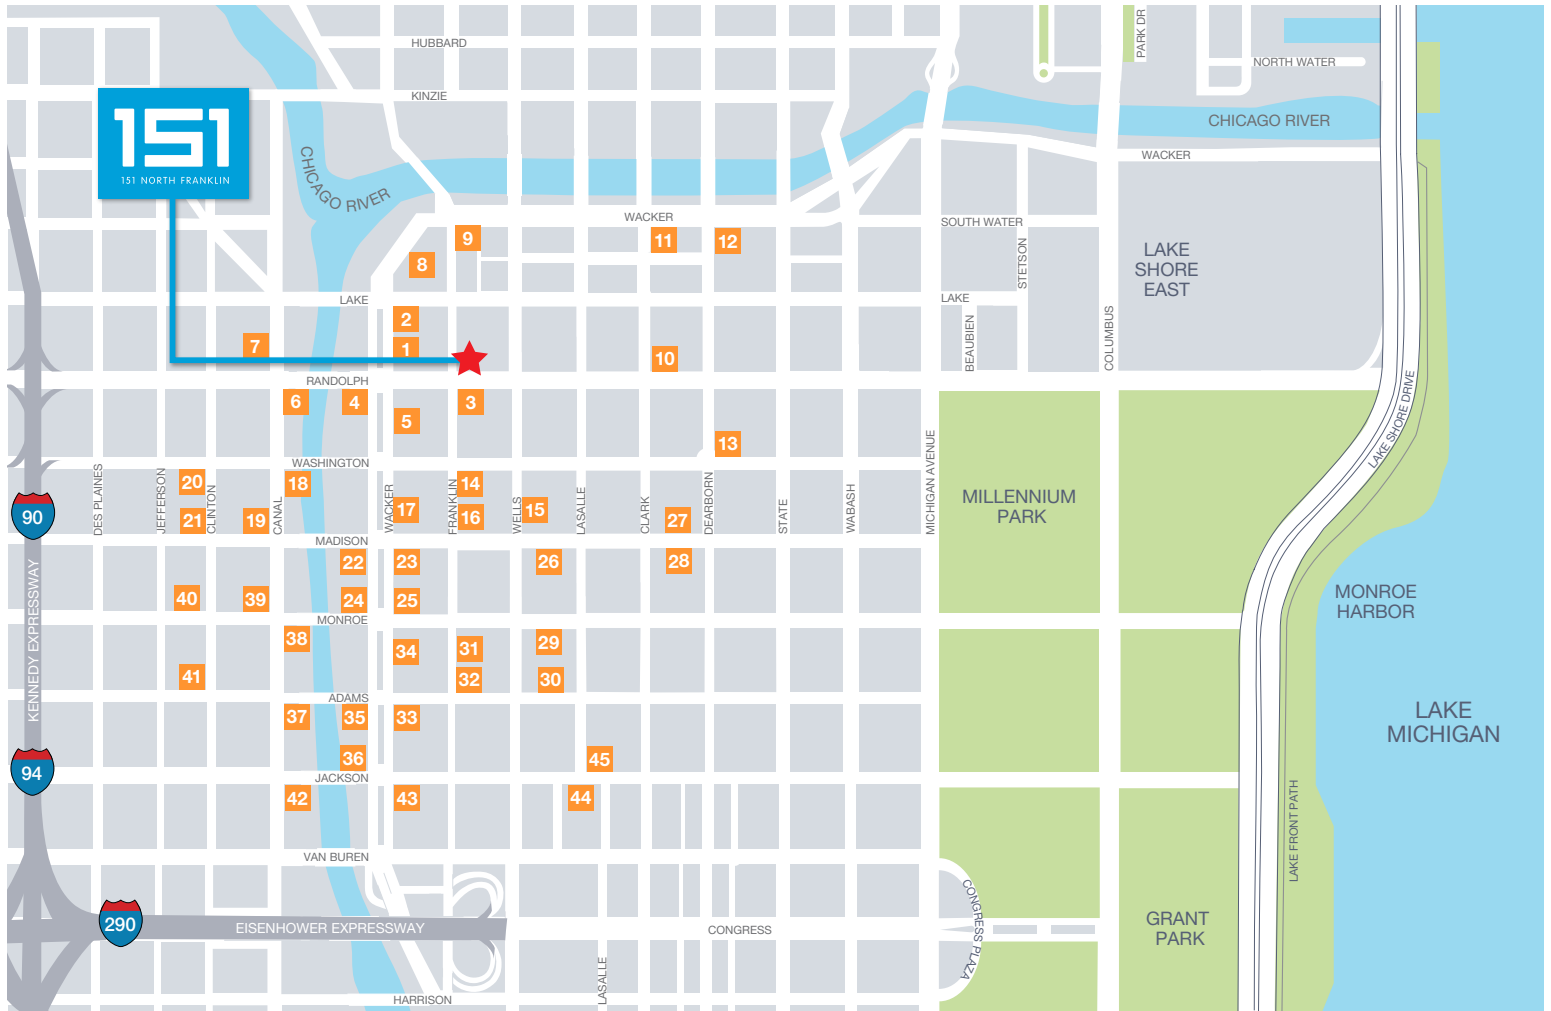 HUBBARD
PARK DR
NORTH WATER
KINZIE
151
151 NORTH FRANKLIN
CHICAGO RIVER
CHICAGO RIVER
WACKER
WACKER
SOUTH WATER
9
11
12
8
STETSON
LAKE
SHORE
EAST
LAKE
LAKE
2
7
1
10
BEAUBIEN
COLUMBUS
RANDOLPH
6
4
3
5
13
LAKE SHORE DRIVE
WASHINGTON
DES PLAINES
JEFFERSON
20
CLINTON
CANAL
18
WACKER
FRANKLIN
14
WELLS
LASALLE
CLARK
DEARBORN
STATE
WABASH
MICHIGAN AVENUE
MILLENNIUM
PARK
90
21
19
17
16
15
27
MADISON
22
23
26
28
KENNEDY EXPRESSWAY
40
39
24
25
MONROE
HARBOR
MONROE
38
34
31
29
41
32
30
ADAMS
37
35
33
LAKE
MICHIGAN
36
45
94
JACKSON
42
43
44
LAKE FRONT PATH
VAN BUREN
290
EISENHOWER EXPRESSWAY
CONGRESS
CONGRESS PLAZA
GRANT
PARK
LASALLE
HARRISON